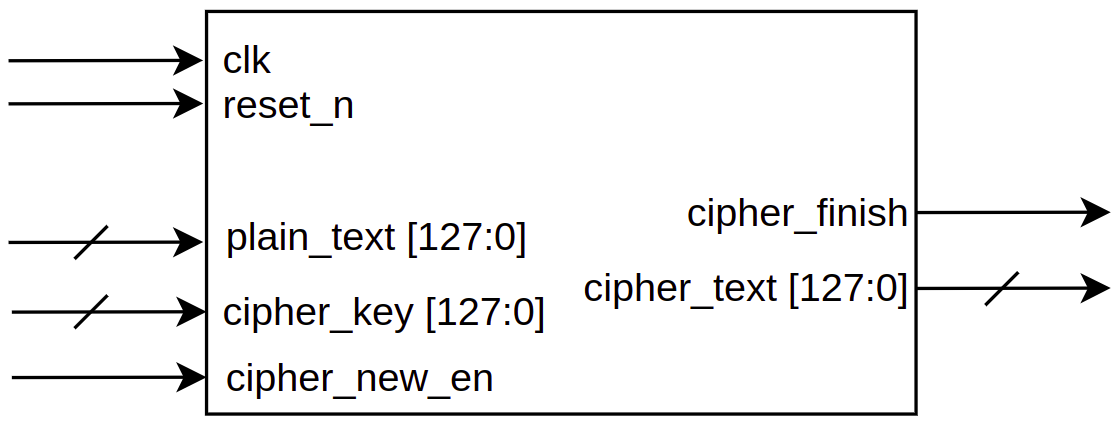 clk
reset_n
plain_text [127:0]
cipher_key [127:0]
cipher_new_en
cipher_finish
cipher_text [127:0]